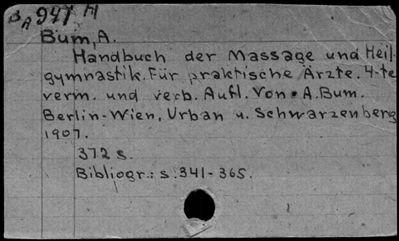 BA 947 H
Bum, A.
Handbuch der Massage und Heil-
gymnastik. Für praktische Ärzte. 4-te
verm. und verb. Aufl. Von A. Bum.
Berlin-Wien, Urban u. Schwarzenberg
1907.
372 s.
Bibliogr.: s. 341-365.